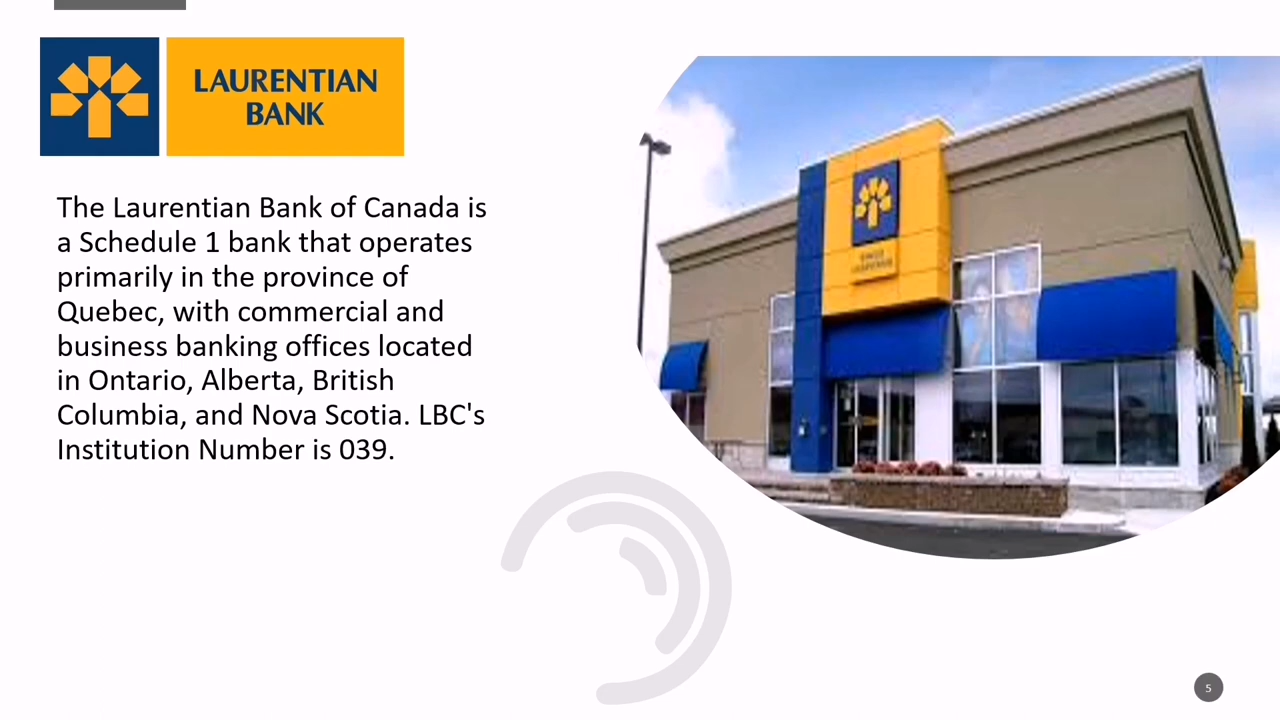 LAURENTIAN
BANK
The Laurentian Bank of Canada is
a Schedule 1 bank that operates
primarily in the province of
Quebec, with commercial and
business banking offices located
in Ontario, Alberta, British
Columbia, and Nova Scotia. LBC's
Institution Number is 039.
5